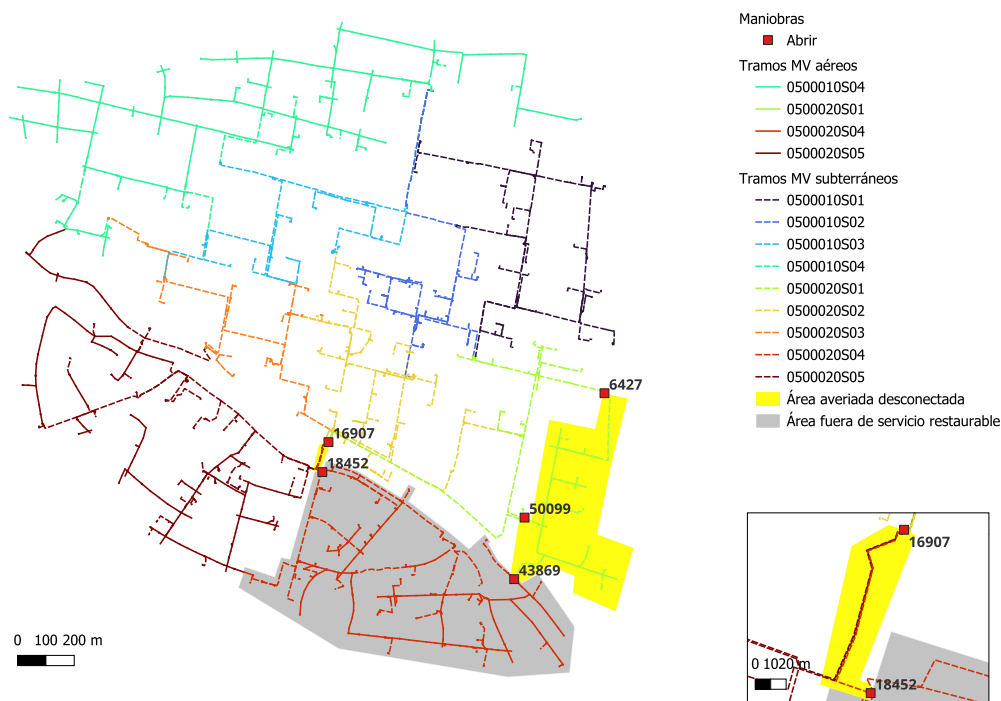 Maniobras
Abrir
Tramos MV aéreos
0500010S04
0500020S01
0500020S04
0500020S05
Tramos MV subterráneos
0500010S01
0500010S02
0500010S03
0500010S04
0500020S01
0500020S02
0500020S03
0500020S04
0500020S05
Área averiada desconectada
Área fuera de servicio restaurable
6427
16907
18452
50099
43869
0 100 200 m
16907
0 1020 m
18452